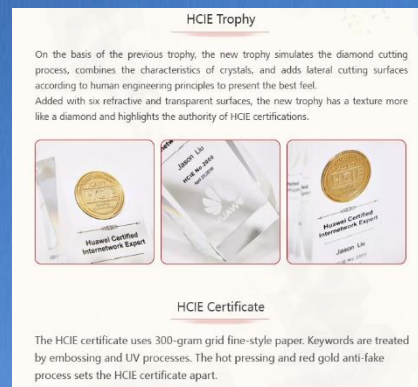 HCIE Trophy
On the basis of the previous trophy, the new trophy simulates the diamond cutting
process, combines the characteristics of crystals, and adds lateral cutting surfaces
according to human engineering principles to present the best feel.
Added with six refractive and transparent surfaces, the new trophy has a texture more
like a diamond and highlights the authority of HCIE certifications.
HCIE
Huawei Certified
Internetwork Expert
Jason Liu
HCIE No.2050
HUAWEI
HCIE
Huawei Certified
Internetwork Expert
Jason Liu
HCIE Certificate
The HCIE certificate uses 300-gram grid fine-style paper. Keywords are treated
by embossing and UV processes. The hot pressing and red gold anti-fake
process sets the HCIE certificate apart.